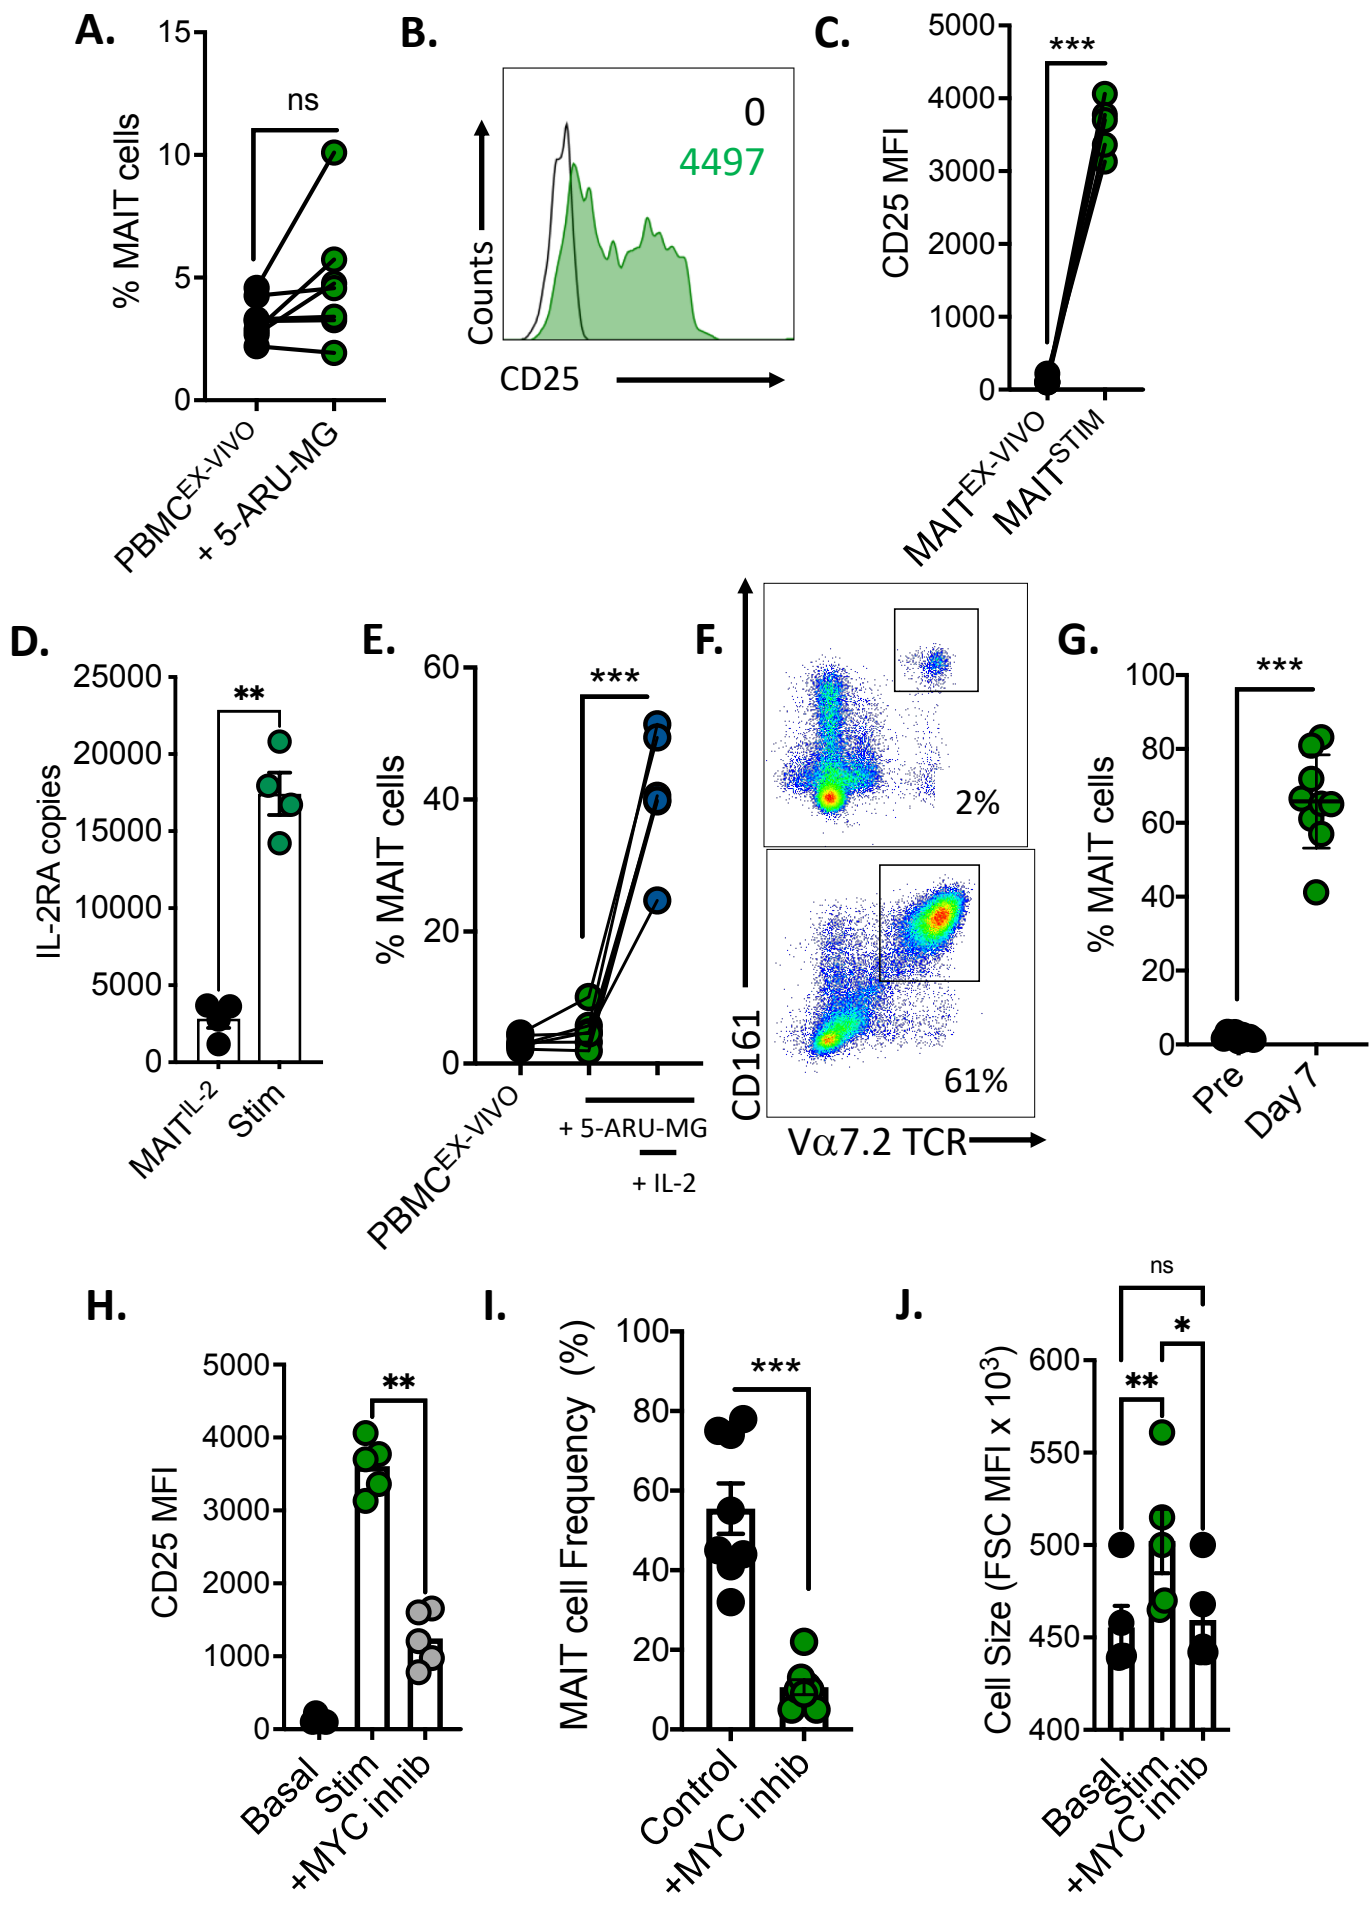 A.
15
10
5
0
% MAIT cells
ns
PBMCEX-VIVO
+ 5-ARU-MG
B.
0
4497
Counts
CD25
C.
5000
4000
3000
2000
1000
0
CD25 MFI
***
MAITEX-VIVO
MAITSTIM
D.
25000
20000
15000
10000
5000
0
IL-2RA copies
**
MAITIL-2
Stim
E.
60
40
20
0
% MAIT cells
***
PBMCEX-VIVO
+ 5-ARU-MG
+ IL-2
F.
2%
61%
CD161
Vα7.2 TCR
G.
100
80
60
40
20
0
% MAIT cells
***
Pre
Day 7
H.
5000
4000
3000
2000
1000
0
CD25 MFI
**
Basal
Stim
+MYC inhib
I.
100
80
60
40
20
0
MAIT cell Frequency (%)
***
Control
+MYC inhib
J.
600
550
500
450
400
Cell Size (FSC MFI x 10³)
ns
*
**
Basal
Stim
+MYC inhib